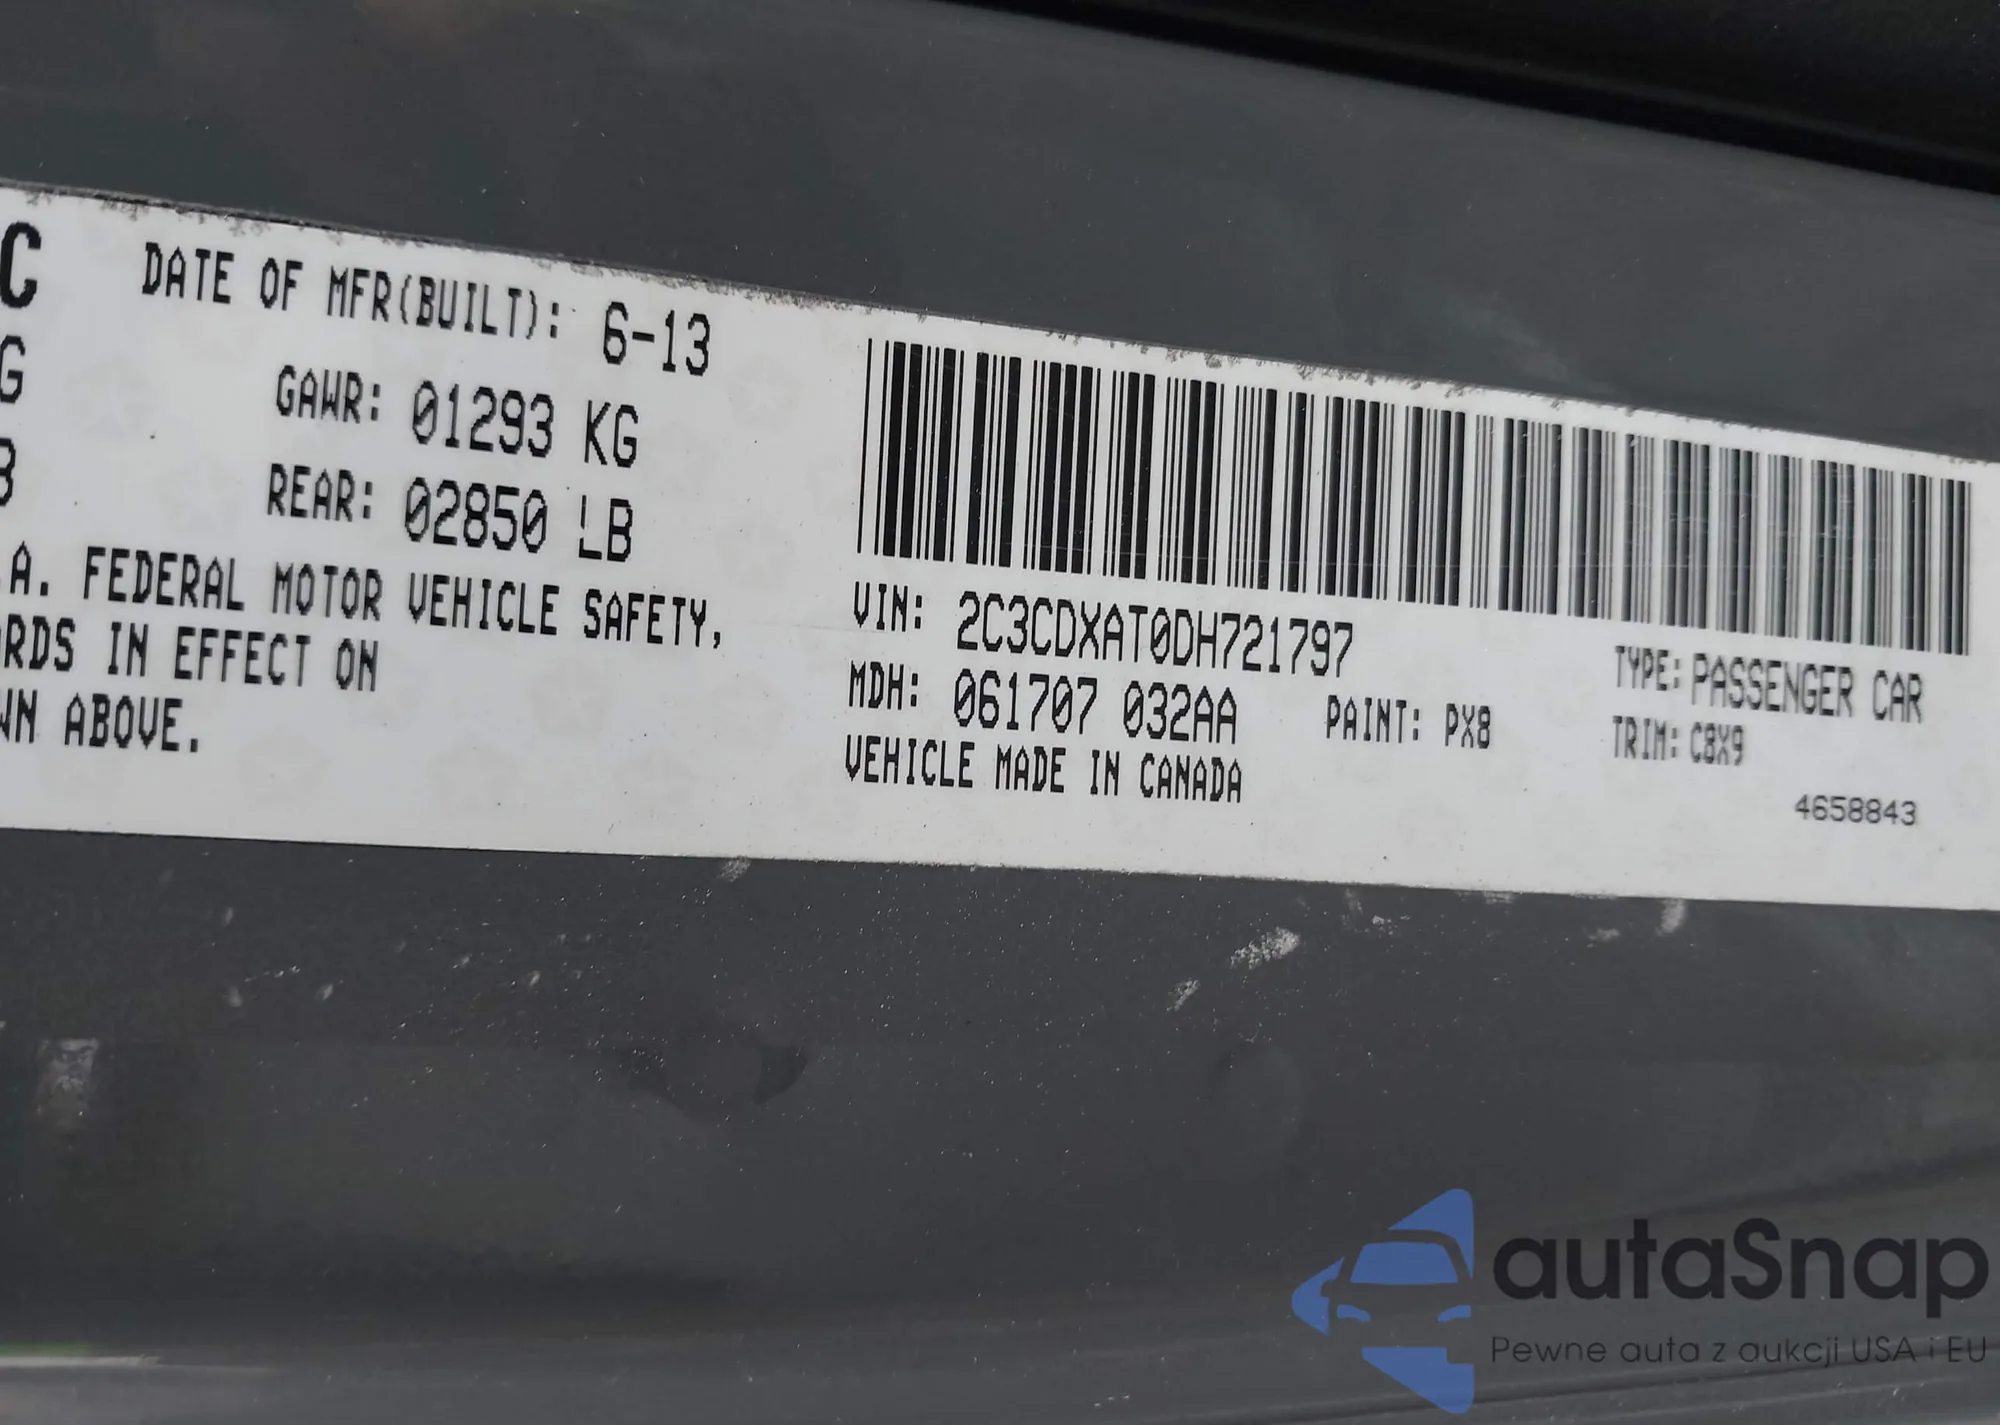 C DATE OF MFR(BUILT): 6-13
G GAWR: 01293 KG
B REAR: 02850 LB
.A. FEDERAL MOTOR VEHICLE SAFETY,
RDS IN EFFECT ON
WN ABOVE.
VIN: 2C3CDXAT0DH721797
TYPE: PASSENGER CAR
MDH: 061707 032AA PAINT: PX8 TRIM: C8X9
VEHICLE MADE IN CANADA
4658843
autaSnap
Pewne auta z aukcji USA i EU